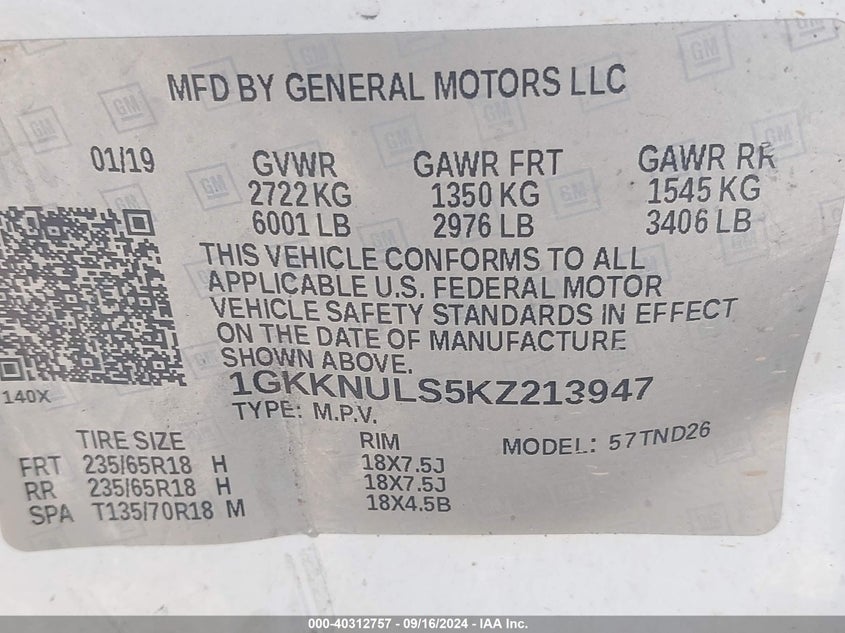 MFD BY GENERAL MOTORS LLC
01/19 GVWR GAWR FRT GAWR RR
2722 KG 1350 KG 1545 KG
6001 LB 2976 LB 3406 LB
THIS VEHICLE CONFORMS TO ALL
APPLICABLE U.S. FEDERAL MOTOR
VEHICLE SAFETY STANDARDS IN EFFECT
ON THE DATE OF MANUFACTURE
SHOWN ABOVE.
1GKKNULS5KZ213947
140X
TYPE: M.P.V.
TIRE SIZE RIM MODEL: 57TND26
FRT 235/65R18 H 18X7.5J
RR 235/65R18 H 18X7.5J
SPA T135/70R18 M 18X4.5B
GM
000-40312757 - 09/16/2024 - IAA Inc.